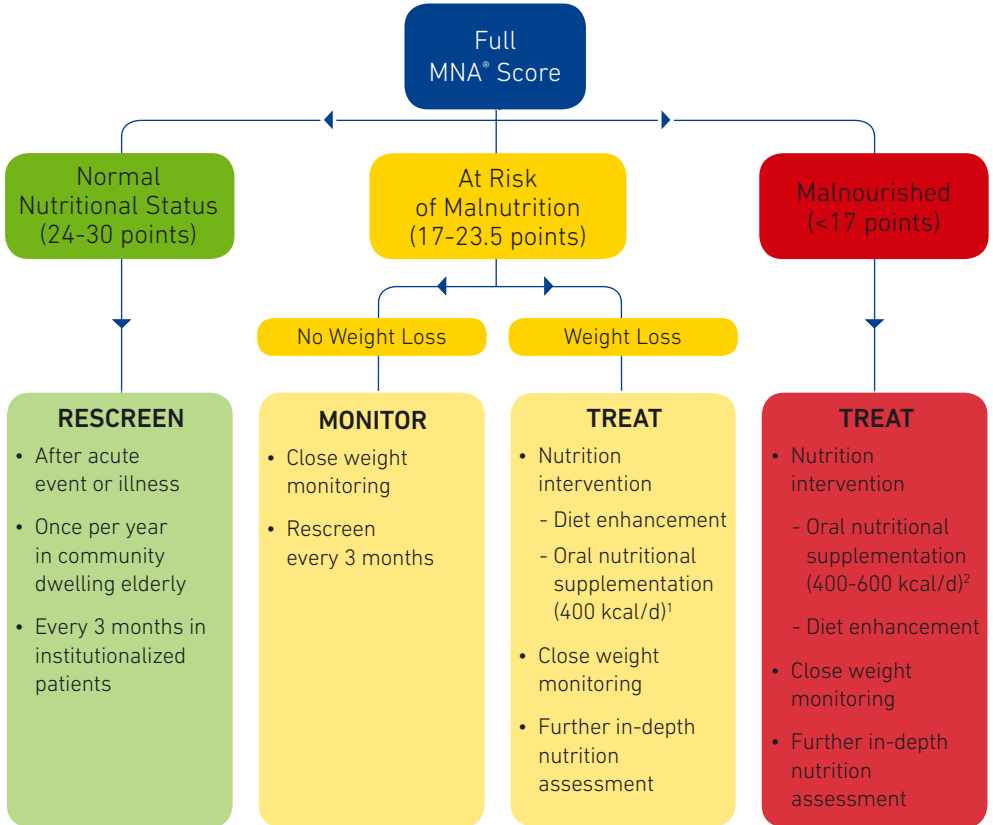 Full
MNA® Score
Normal
Nutritional Status
(24-30 points)
At Risk
of Malnutrition
(17-23.5 points)
Malnourished
(<17 points)
No Weight Loss
Weight Loss
RESCREEN
• After acute
event or illness
• Once per year
in community
dwelling elderly
• Every 3 months in
institutionalized
patients
MONITOR
• Close weight
monitoring
• Rescreen
every 3 months
TREAT
• Nutrition
intervention
- Diet enhancement
- Oral nutritional
supplementation
(400 kcal/d)¹
• Close weight
monitoring
• Further in-depth
nutrition
assessment
TREAT
• Nutrition
intervention
- Oral nutritional
supplementation
(400-600 kcal/d)²
- Diet enhancement
• Close weight
monitoring
• Further in-depth
nutrition
assessment